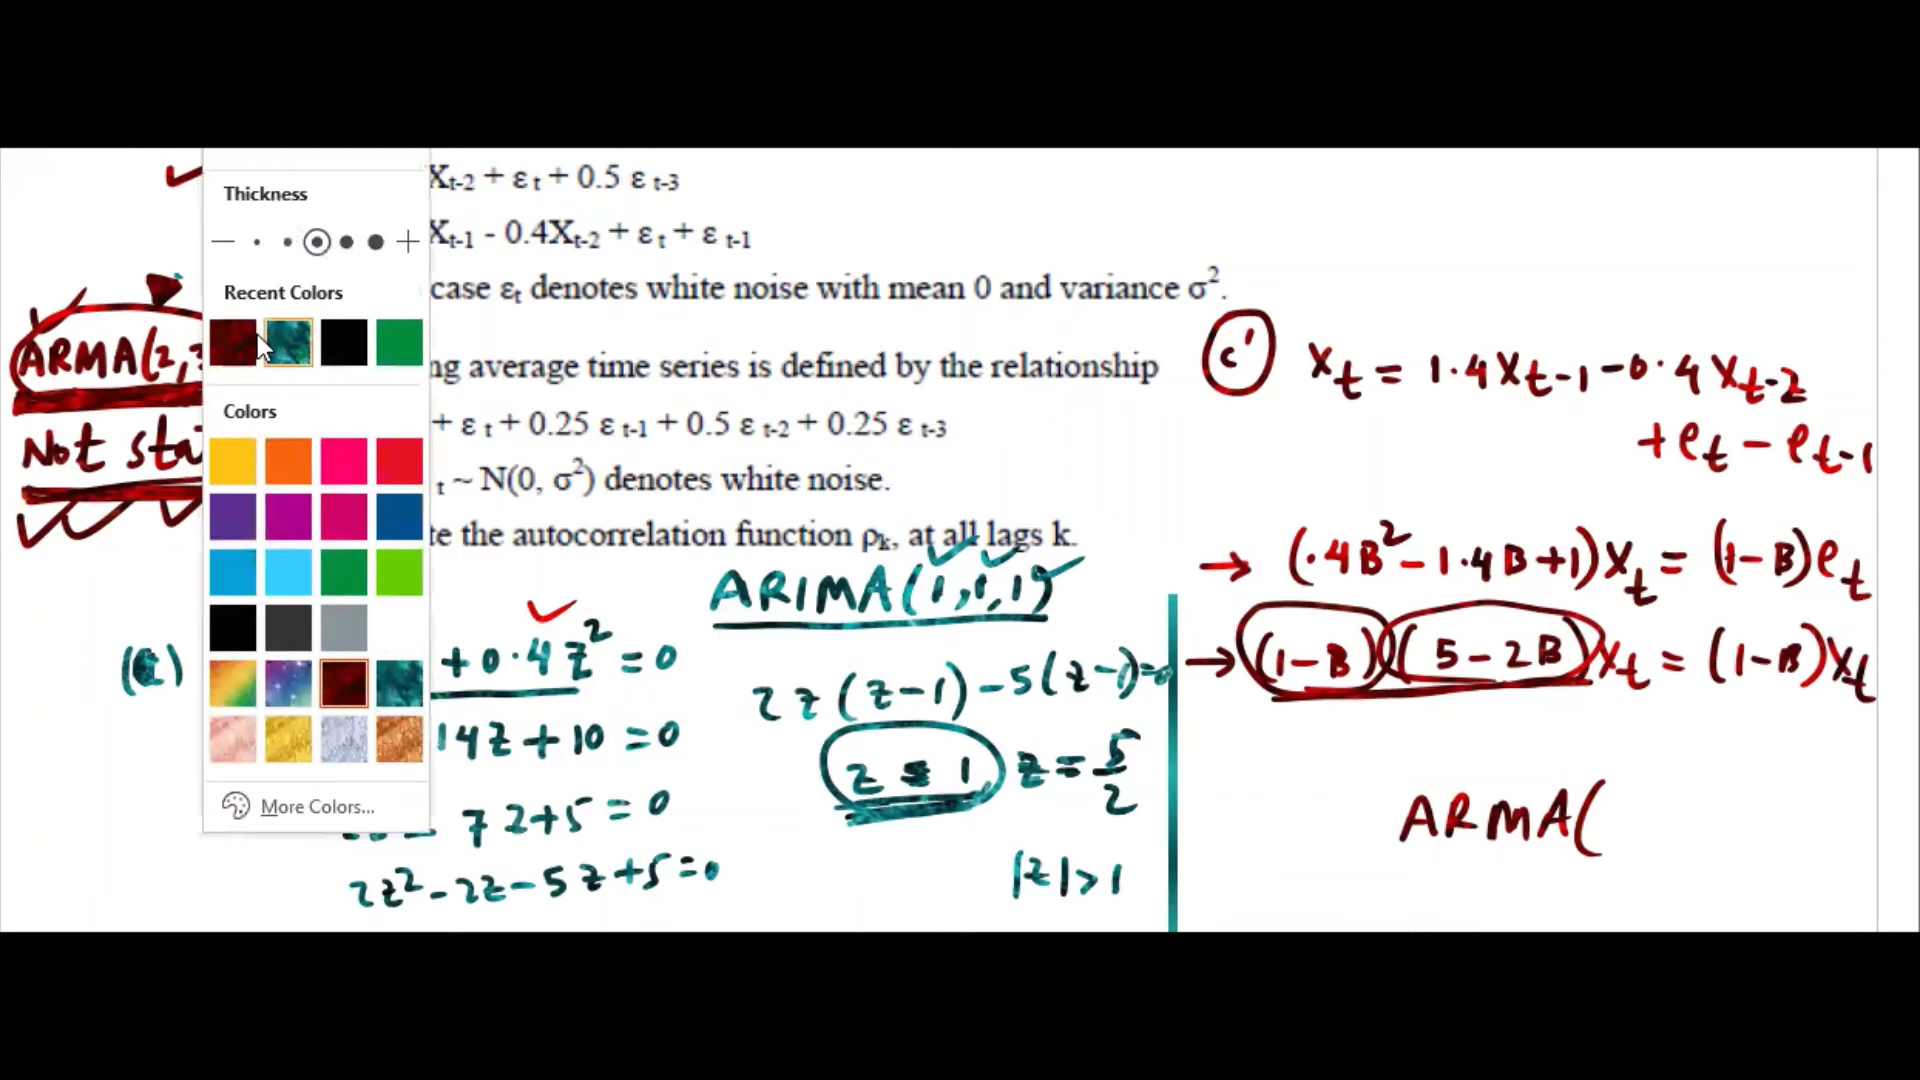 Xt-2 + εt + 0.5 εt-3
Thickness
Xt-1 - 0.4Xt-2 + εt + εt-1
Recent Colors
case εt denotes white noise with mean 0 and variance σ².
ARMA(2,
ng average time series is defined by the relationship
c' Xt = 1.4Xt-1 - 0.4Xt-2
+ et - et-1
Colors
+ εt + 0.25 εt-1 + 0.5 εt-2 + 0.25 εt-3
Not sta
t ~ N(0, σ²) denotes white noise.
te the autocorrelation function ρk, at all lags k.
→ (.4B² - 1.4B + 1)Xt = (1-B)et
ARIMA(1,1,1)
+ 0.4z² = 0
2z(z-1) - 5(z-1) = 0
→ (1-B)(5-2B)Xt = (1-B)Xt
14z + 10 = 0
z = 1 z = 5/2
More Colors...
7z + 5 = 0
ARMA(
2z² - 2z - 5z + 5 = 0
|z| > 1